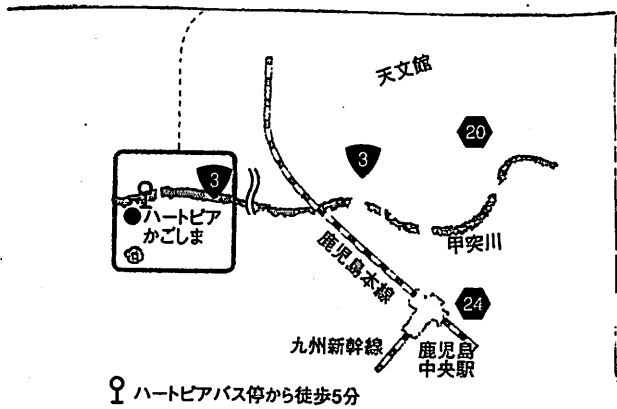 天文館
20
3
3
ハートピア
かごしま
甲突川
鹿児島本線
24
九州新幹線
鹿児島
中央駅
ハートピアバス停から徒歩5分